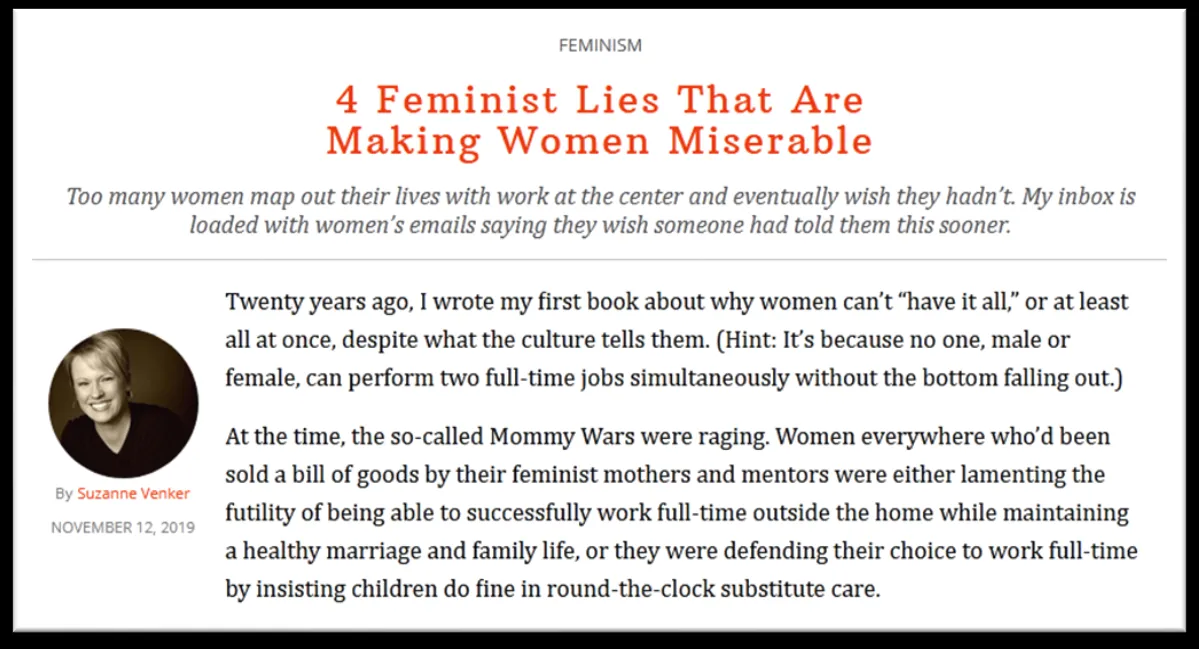 FEMINISM
4 Feminist Lies That Are
Making Women Miserable
Too many women map out their lives with work at the center and eventually wish they hadn’t. My inbox is
loaded with women’s emails saying they wish someone had told them this sooner.
Twenty years ago, I wrote my first book about why women can’t “have it all,” or at least
all at once, despite what the culture tells them. (Hint: It’s because no one, male or
female, can perform two full-time jobs simultaneously without the bottom falling out.)
At the time, the so-called Mommy Wars were raging. Women everywhere who’d been
sold a bill of goods by their feminist mothers and mentors were either lamenting the
futility of being able to successfully work full-time outside the home while maintaining
a healthy marriage and family life, or they were defending their choice to work full-time
by insisting children do fine in round-the-clock substitute care.
By Suzanne Venker
NOVEMBER 12, 2019